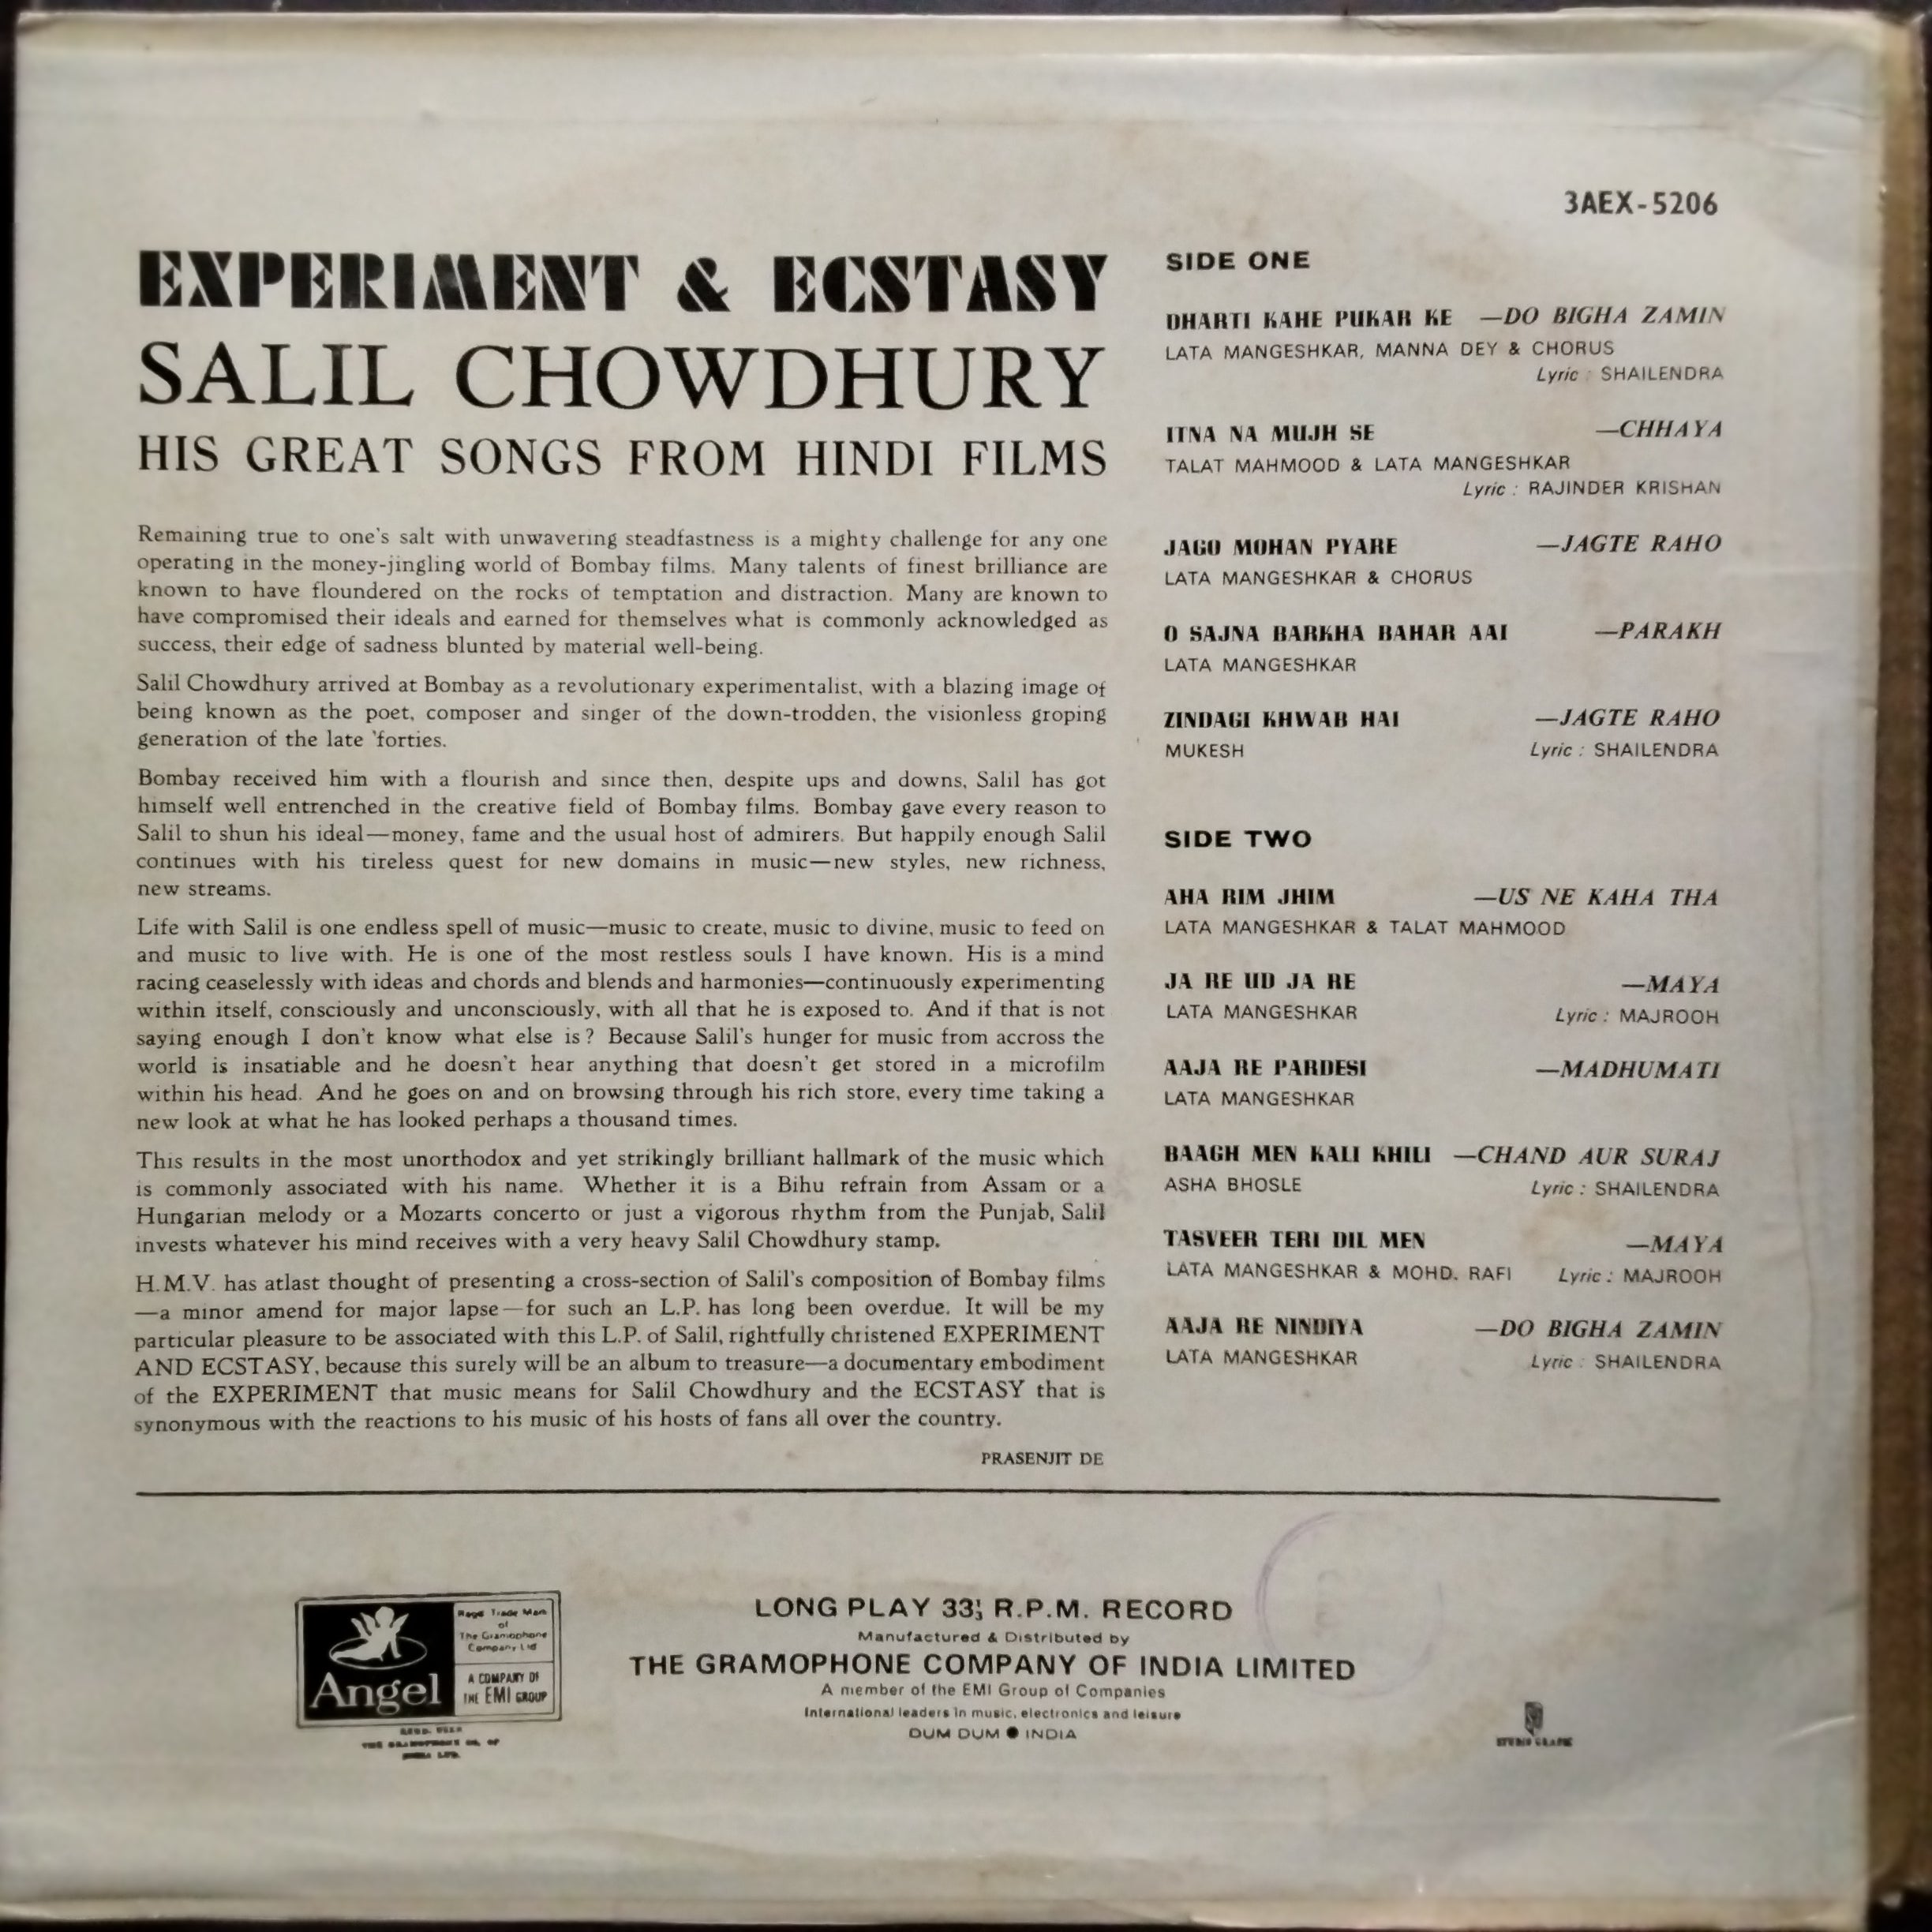 3AEX-5206
EXPERIMENT & ECSTASY
SALIL CHOWDHURY
HIS GREAT SONGS FROM HINDI FILMS
Remaining true to one's salt with unwavering steadfastness is a mighty challenge for any one
operating in the money-jingling world of Bombay films. Many talents of finest brilliance are
known to have floundered on the rocks of temptation and distraction. Many are known to
have compromised their ideals and earned for themselves what is commonly acknowledged as
success, their edge of sadness blunted by material well-being.
Salil Chowdhury arrived at Bombay as a revolutionary experimentalist, with a blazing image of
being known as the poet, composer and singer of the down-trodden, the visionless groping
generation of the late 'forties.
Bombay received him with a flourish and since then, despite ups and downs, Salil has got
himself well entrenched in the creative field of Bombay films. Bombay gave every reason to
Salil to shun his ideal—money, fame and the usual host of admirers. But happily enough Salil
continues with his tireless quest for new domains in music—new styles, new richness,
new streams.
Life with Salil is one endless spell of music—music to create, music to divine, music to feed on
and music to live with. He is one of the most restless souls I have known. His is a mind
racing ceaselessly with ideas and chords and blends and harmonies—continuously experimenting
within itself, consciously and unconsciously, with all that he is exposed to. And if that is not
saying enough I don't know what else is? Because Salil's hunger for music from accross the
world is insatiable and he doesn't hear anything that doesn't get stored in a microfilm
within his head. And he goes on and on browsing through his rich store, every time taking a
new look at what he has looked perhaps a thousand times.
This results in the most unorthodox and yet strikingly brilliant hallmark of the music which
is commonly associated with his name. Whether it is a Bihu refrain from Assam or a
Hungarian melody or a Mozarts concerto or just a vigorous rhythm from the Punjab, Salil
invests whatever his mind receives with a very heavy Salil Chowdhury stamp.
H.M.V. has atlast thought of presenting a cross-section of Salil's composition of Bombay films
—a minor amend for major lapse—for such an L.P. has long been overdue. It will be my
particular pleasure to be associated with this L.P. of Salil, rightfully christened EXPERIMENT
AND ECSTASY, because this surely will be an album to treasure—a documentary embodiment
of the EXPERIMENT that music means for Salil Chowdhury and the ECSTASY that is
synonymous with the reactions to his music of his hosts of fans all over the country.
PRASENJIT DE
SIDE ONE
DHARTI KAHE PUKAR KE —DO BIGHA ZAMIN
LATA MANGESHKAR, MANNA DEY & CHORUS
Lyric : SHAILENDRA
ITNA NA MUJH SE —CHHAYA
TALAT MAHMOOD & LATA MANGESHKAR
Lyric : RAJINDER KRISHAN
JAGO MOHAN PYARE —JAGTE RAHO
LATA MANGESHKAR & CHORUS
O SAJNA BARKHA BAHAR AAI —PARAKH
LATA MANGESHKAR
ZINDAGI KHWAB HAI —JAGTE RAHO
MUKESH Lyric : SHAILENDRA
SIDE TWO
AHA RIM JHIM —US NE KAHA THA
LATA MANGESHKAR & TALAT MAHMOOD
JA RE UD JA RE —MAYA
LATA MANGESHKAR Lyric : MAJROOH
AAJA RE PARDESI —MADHUMATI
LATA MANGESHKAR
BAAGH MEN KALI KHILI —CHAND AUR SURAJ
ASHA BHOSLE Lyric : SHAILENDRA
TASVEER TERI DIL MEN —MAYA
LATA MANGESHKAR & MOHD. RAFI Lyric : MAJROOH
AAJA RE NINDIYA —DO BIGHA ZAMIN
LATA MANGESHKAR Lyric : SHAILENDRA
Angel
Regd Trade Mark
of
The Gramophone
Company Ltd
A COMPANY OF
THE EMI GROUP
REGD. USER
THE GRAMOPHONE CO. OF
INDIA LTD.
LONG PLAY 33⅓ R.P.M. RECORD
Manufactured & Distributed by
THE GRAMOPHONE COMPANY OF INDIA LIMITED
A member of the EMI Group of Companies
International leaders in music, electronics and leisure
DUM DUM ● INDIA